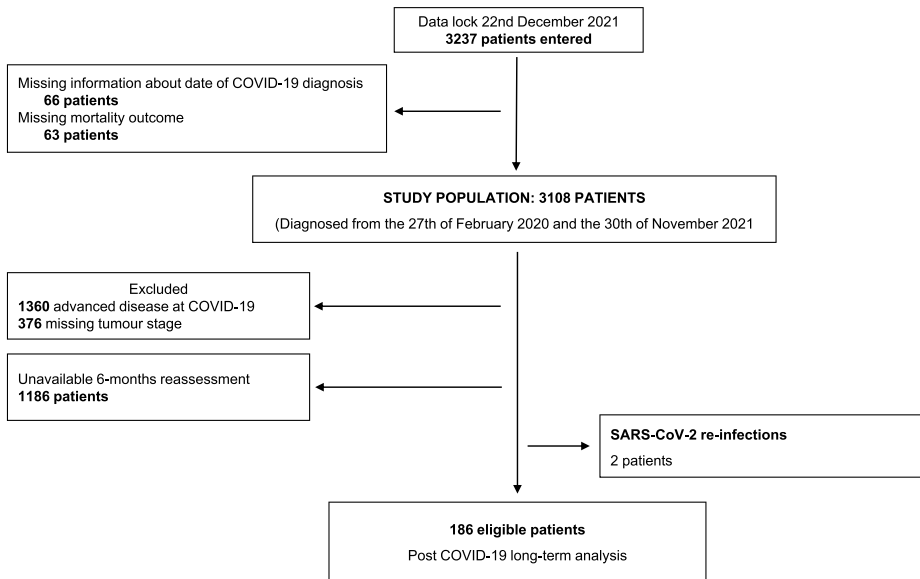 Data lock 22nd December 2021
3237 patients entered
Missing information about date of COVID-19 diagnosis
66 patients
Missing mortality outcome
63 patients
STUDY POPULATION: 3108 PATIENTS
(Diagnosed from the 27th of February 2020 and the 30th of November 2021
Excluded
1360 advanced disease at COVID-19
376 missing tumour stage
Unavailable 6-months reassessment
1186 patients
SARS-CoV-2 re-infections
2 patients
186 eligible patients
Post COVID-19 long-term analysis